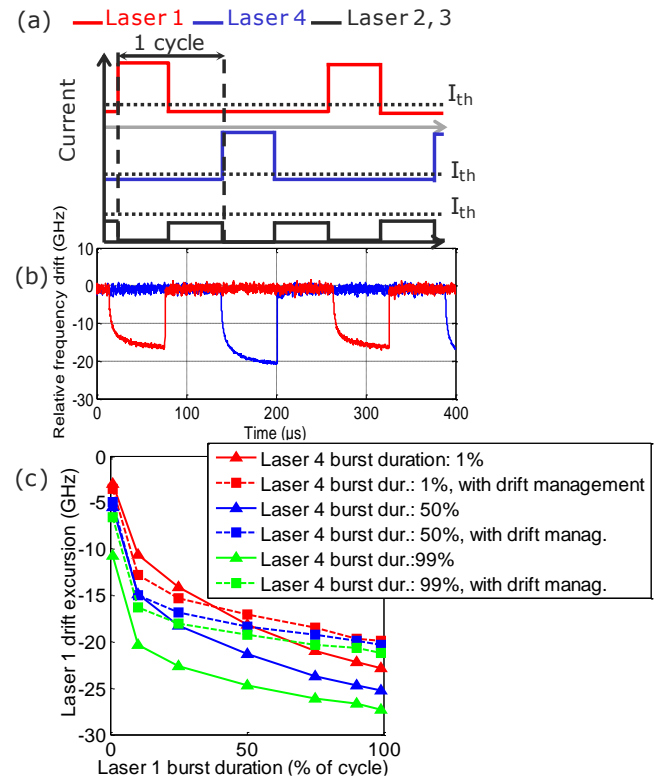 (a)
Laser 1 Laser 4 Laser 2, 3
1 cycle
Current
I_th
I_th
I_th
(b)
Relative frequency drift (GHz)
10
0
-10
-20
-30
0 100 200 300 400
Time (µs)
(c)
Laser 1 drift excursion (GHz)
0
-5
-10
-15
-20
-25
-30
0 50 100
Laser 1 burst duration (% of cycle)
Laser 4 burst duration: 1%
Laser 4 burst dur.: 1%, with drift management
Laser 4 burst dur.: 50%
Laser 4 burst dur.: 50%, with drift manag.
Laser 4 burst dur.:99%
Laser 4 burst dur.: 99%, with drift manag.